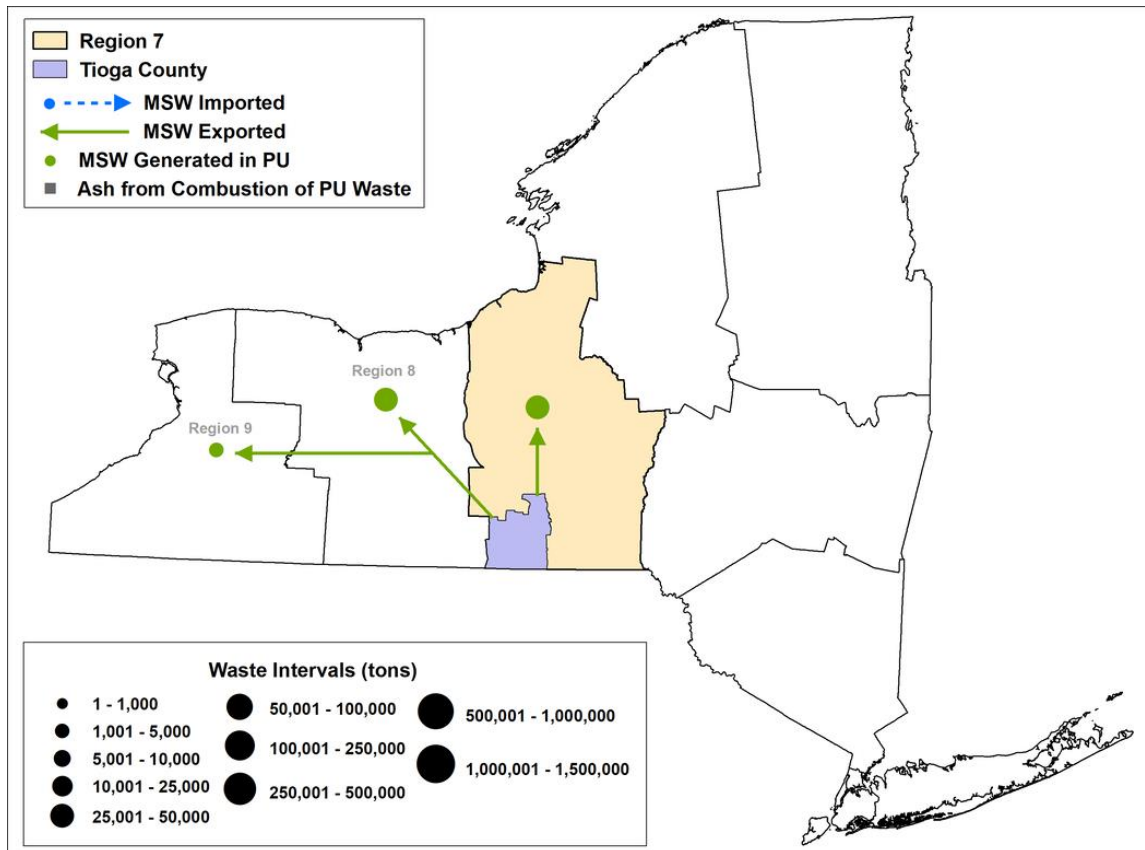 Region 7
Tioga County
MSW Imported
MSW Exported
MSW Generated in PU
Ash from Combustion of PU Waste
Region 8
Region 9
Waste Intervals (tons)
1 - 1,000
1,001 - 5,000
5,001 - 10,000
10,001 - 25,000
25,001 - 50,000
50,001 - 100,000
100,001 - 250,000
250,001 - 500,000
500,001 - 1,000,000
1,000,001 - 1,500,000